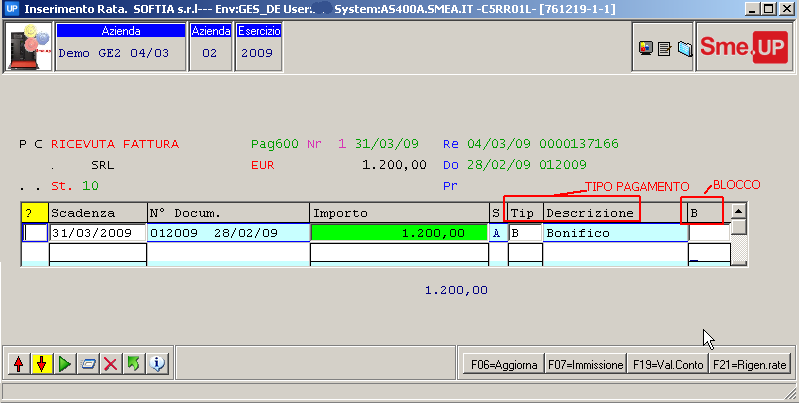 UP Inserimento Rata. SOFTIA s.r.l--- Env:GES_DE User: System:AS400A.SMEA.IT -C5RR01L- [761219-1-1]
Azienda Azienda Esercizio
Demo GE2 04/03 02 2009
Sme.UP
P C RICEVUTA FATTURA Pag600 Nr 1 31/03/09 Re 04/03/09 0000137166
. SRL EUR 1.200,00 Do 28/02/09 012009
. . St. 10 Pr
TIPO PAGAMENTO BLOCCO
? Scadenza N° Docum. Importo S Tip Descrizione B
31/03/2009 012009 28/02/09 1.200,00 A B Bonifico
1.200,00
F06=Aggiorna F07=Immissione F19=Val.Conto F21=Rigen.rate